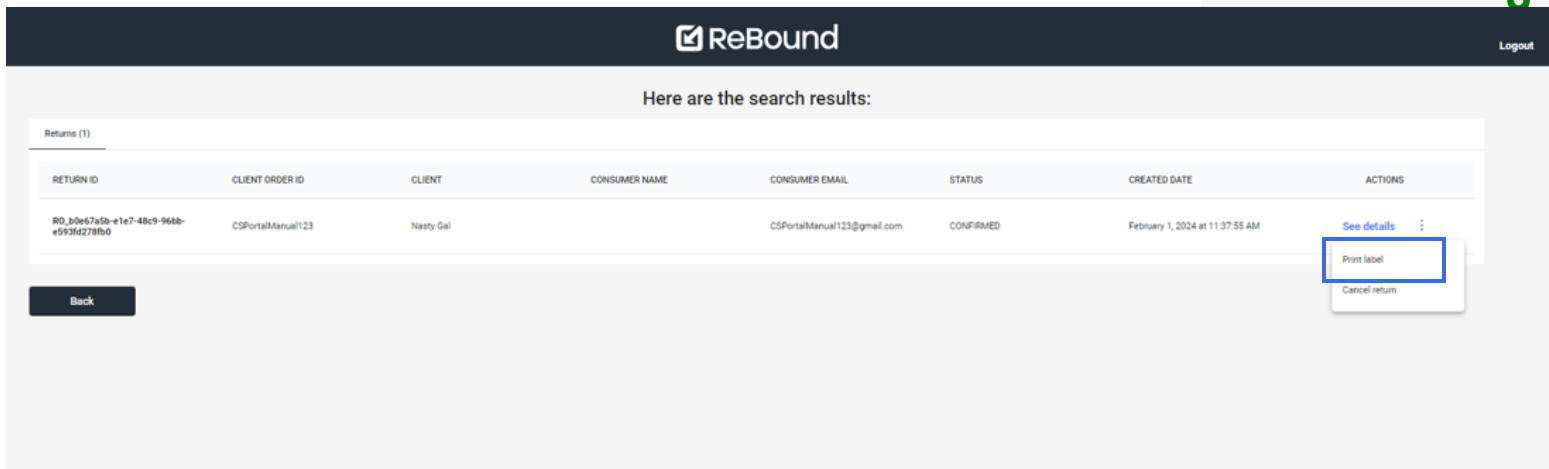 ReBound
Logout
Here are the search results:
Returns (1)
RETURN ID CLIENT ORDER ID CLIENT CONSUMER NAME CONSUMER EMAIL STATUS CREATED DATE ACTIONS
RO_b0e67a5b-e1e7-48c9-96bb-
e593fd278fb0 CSPortalManual123 Nasty Gal CSPortalManual123@gmail.com CONFIRMED February 1, 2024 at 11:37:55 AM See details
Print label
Cancel return
Back